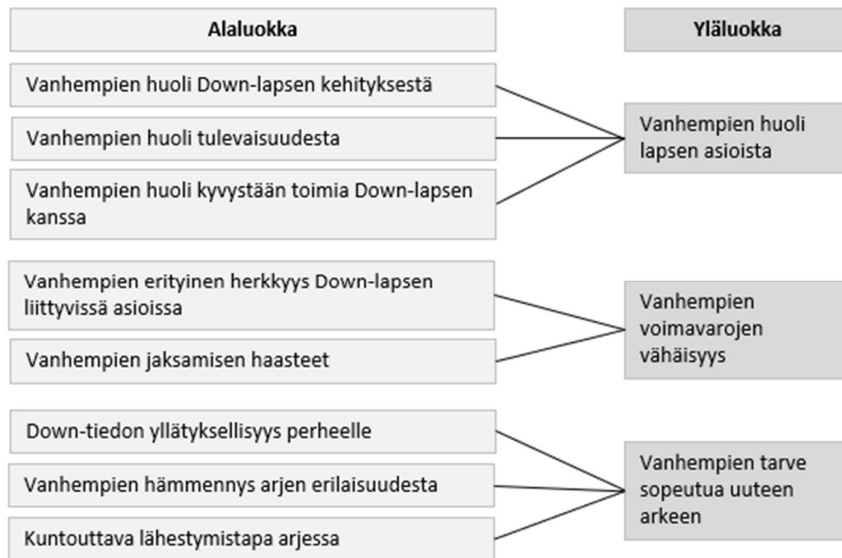 Alaluokka
Yläluokka
Vanhempien huoli Down-lapsen kehityksestä
Vanhempien huoli tulevaisuudesta
Vanhempien huoli kyvystään toimia Down-lapsen
kanssa
Vanhempien huoli
lapsen asioista
Vanhempien erityinen herkkyys Down-lapsen
liittyvissä asioissa
Vanhempien jaksamisen haasteet
Vanhempien
voimavarojen
vähäisyys
Down-tiedon yllätyksellisyys perheelle
Vanhempien hämmennys arjen erilaisuudesta
Kuntouttava lähestymistapa arjessa
Vanhempien tarve
sopeutua uuteen
arkeen